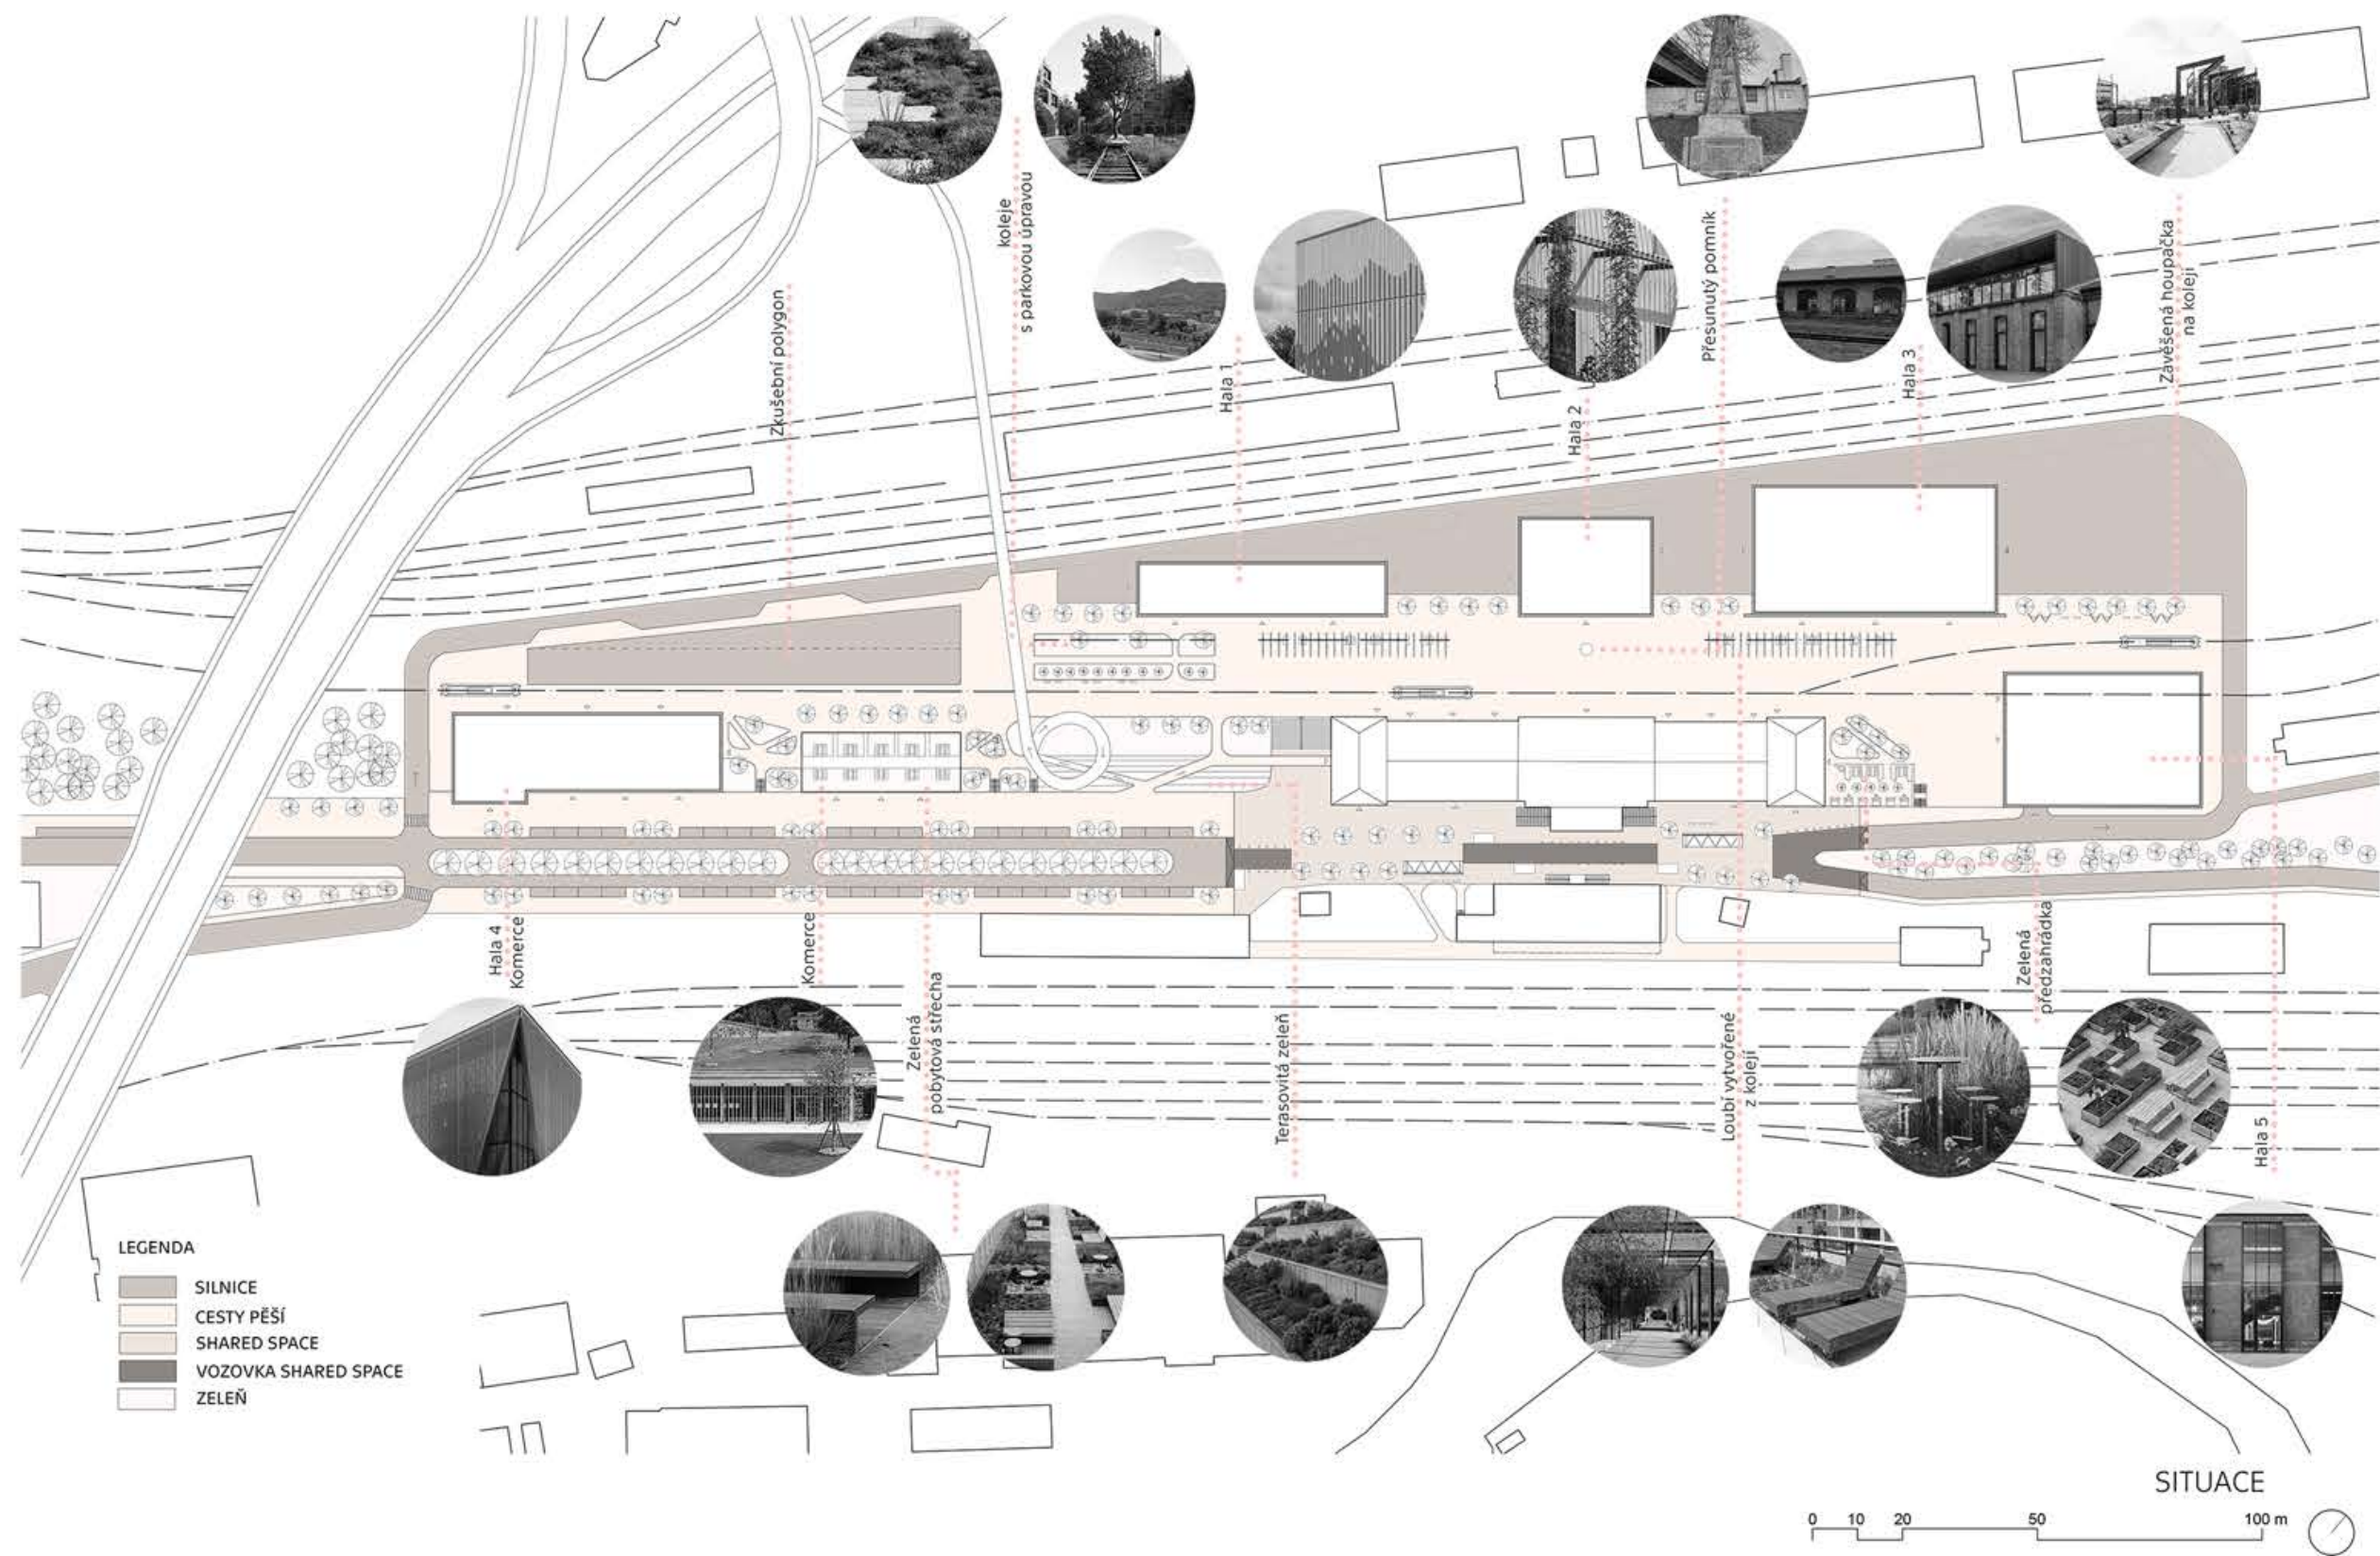 koleje
s parkovou úpravou
Zkušební polygon
Hala 1
Hala 2
Přesunutý pomník
Hala 3
Zavěšená houpačka
na kolejí
Hala 4
Komerce
Komerce
Zelená
pobytová střecha
Terasovitá zeleň
Loubí vytvořené
z kolejí
Zelená
předzahrádka
Hala 5
LEGENDA
SILNICE
CESTY PĚŠÍ
SHARED SPACE
VOZOVKA SHARED SPACE
ZELEŇ
SITUACE
0 10 20 50 100 m